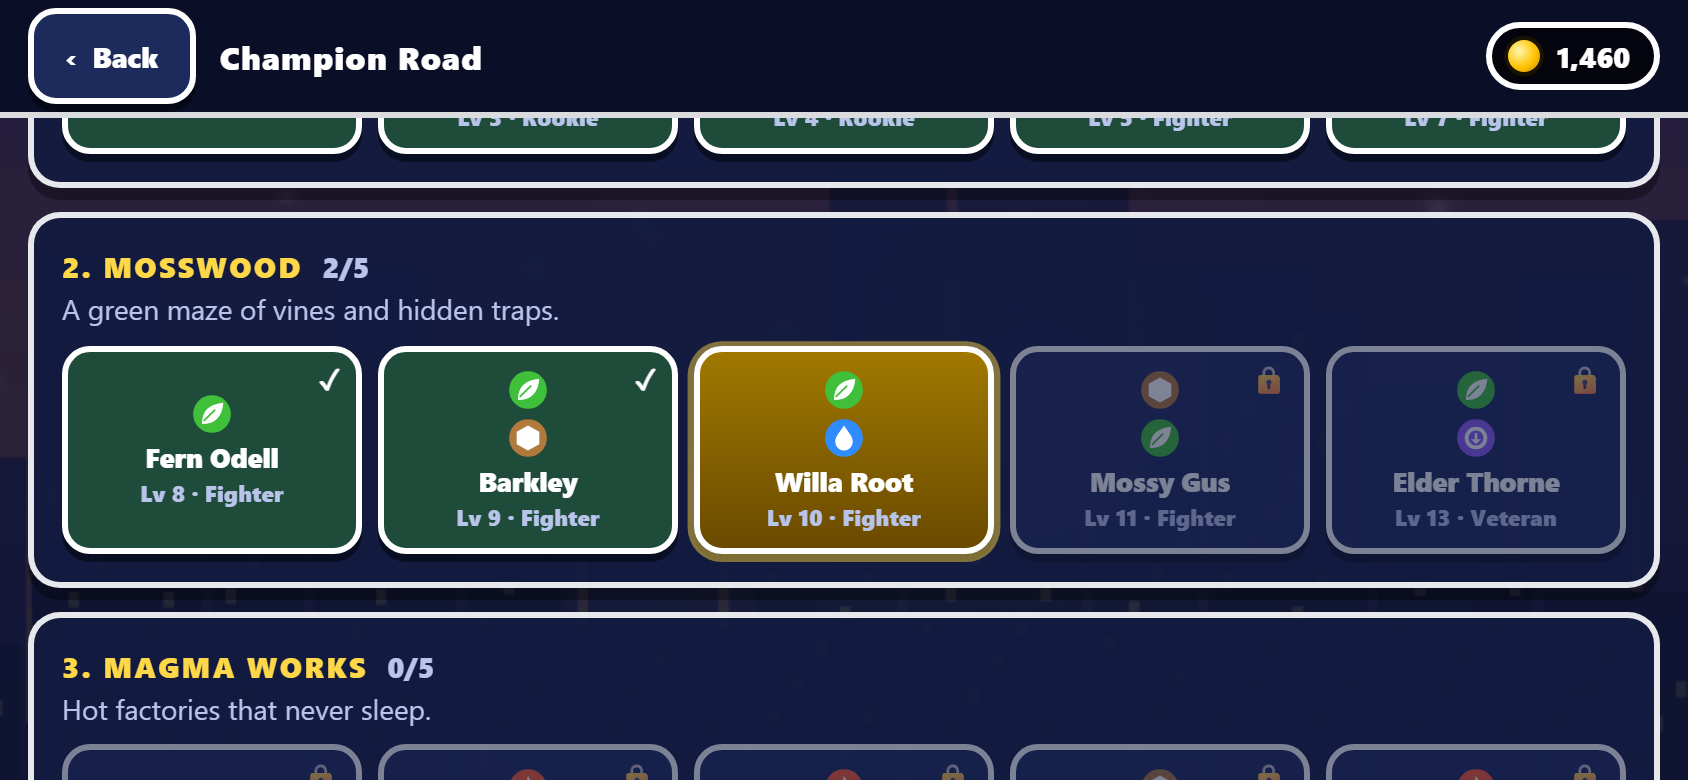 ‹ Back
Champion Road
1,460
Lv 3 · Rookie
Lv 4 · Rookie
Lv 5 · Fighter
Lv 7 · Fighter
2. MOSSWOOD 2/5
A green maze of vines and hidden traps.
Fern Odell
Lv 8 · Fighter
Barkley
Lv 9 · Fighter
Willa Root
Lv 10 · Fighter
Mossy Gus
Lv 11 · Fighter
Elder Thorne
Lv 13 · Veteran
3. MAGMA WORKS 0/5
Hot factories that never sleep.